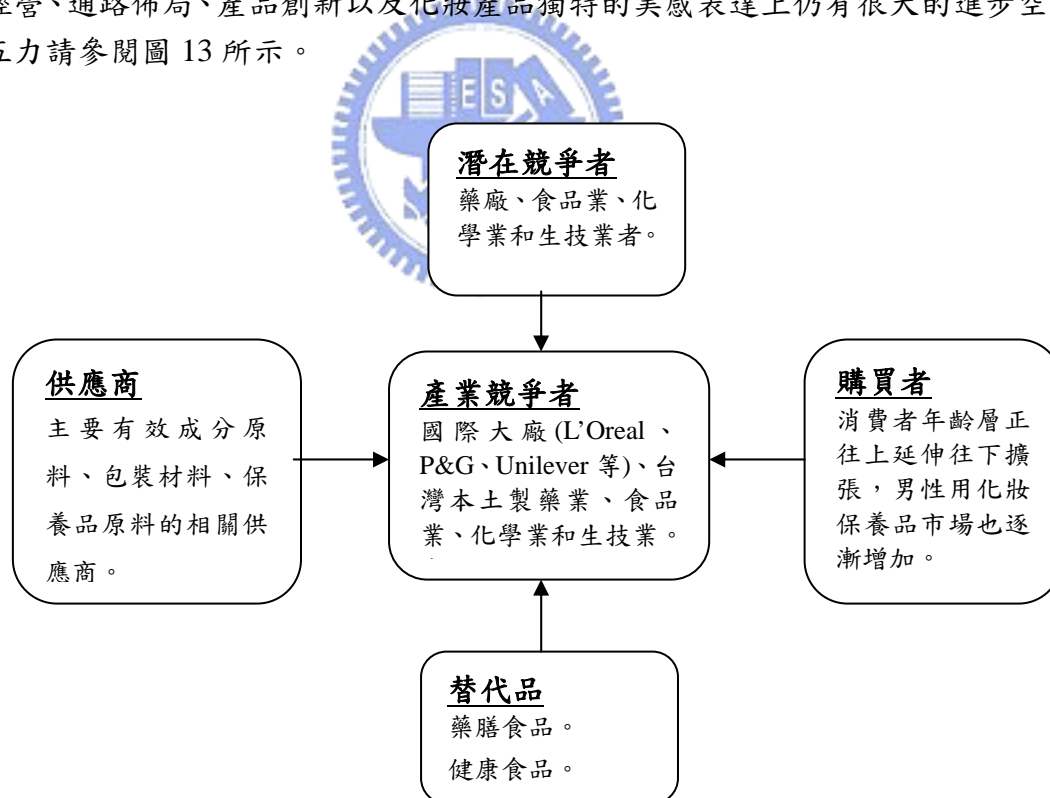 經營、通路佈局、產品創新以及化妝產品獨特的美感表達上仍有很大的進步空
五力請參閱圖 13 所示。
ES
潛在競爭者
藥廠、食品業、化
學業和生技業者。
供應商
主要有效成分原
料、包裝材料、保
養品原料的相關供
應商。
產業競爭者
國際大廠(L’Oreal、
P&G、Unilever 等)、台
灣本土製藥業、食品
業、化學業和生技業。
購買者
消費者年齡層正
往上延伸往下擴
張，男性用化妝
保養品市場也逐
漸增加。
替代品
藥膳食品。
健康食品。